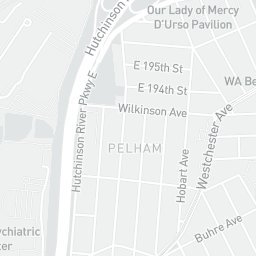 Our Lady of Mercy
D'Urso Pavilion
Hutchinson
E 195th St
E 194th St
WA Be
Wilkinson Ave
Hutchinson River Pkwy E
PELHAM
Westchester Ave
Hobart Ave
Buhre Ave
ychiatric
ter